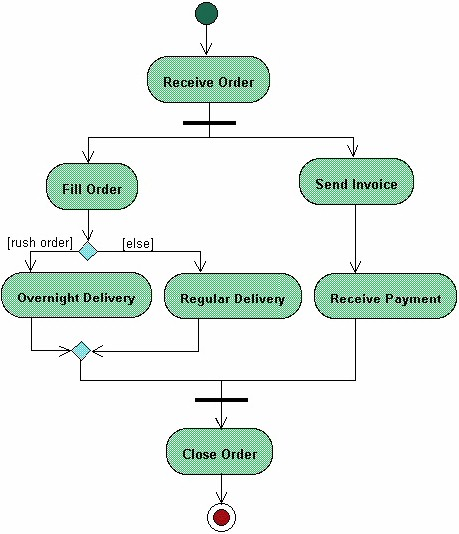 Receive Order
Fill Order
Send Invoice
[rush order]
[else]
Overnight Delivery
Regular Delivery
Receive Payment
Close Order